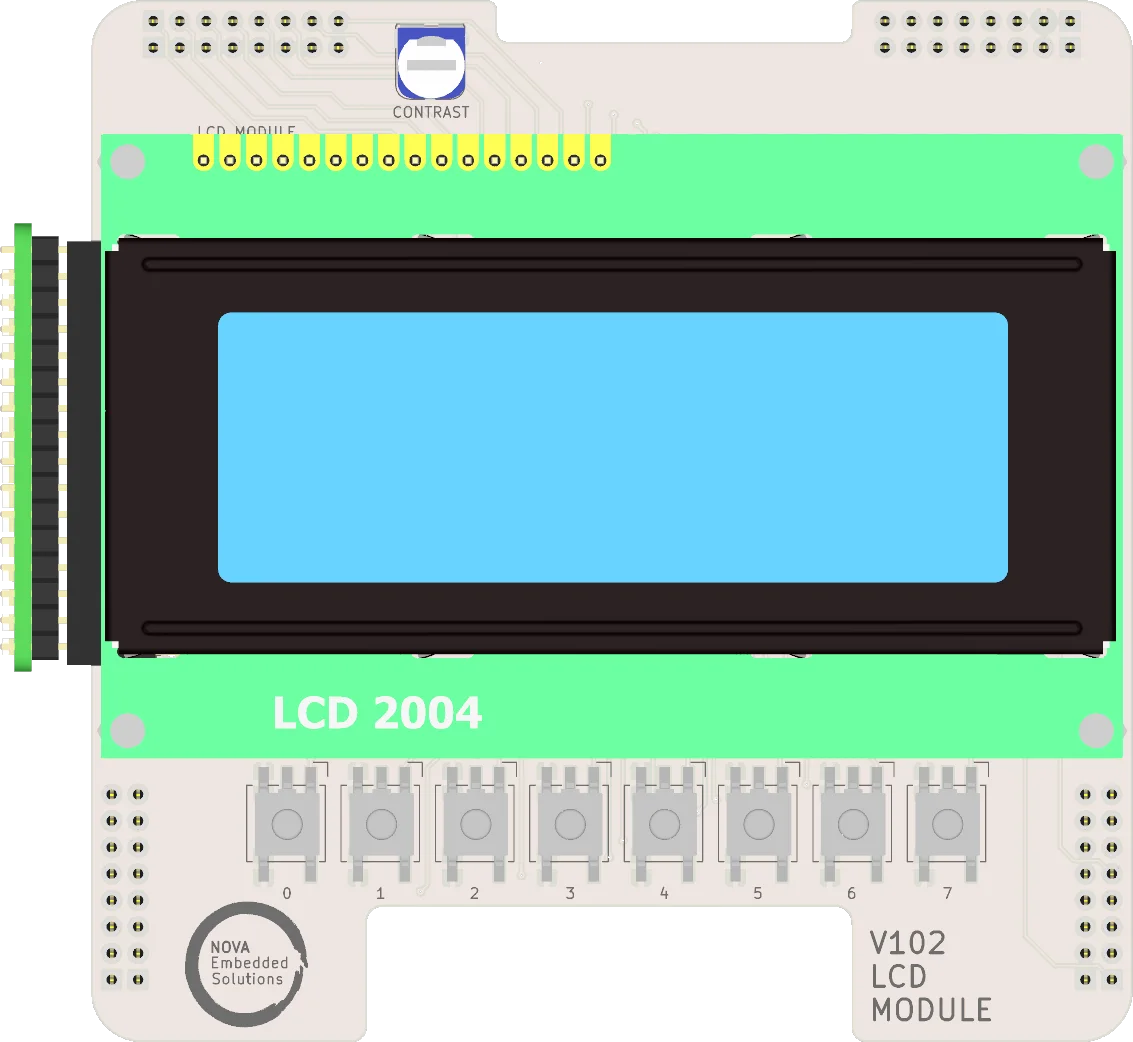 CONTRAST
LCD MODULE
LCD 2004
0 1 2 3 4 5 6 7
NOVA
Embedded
Solutions
V102
LCD
MODULE